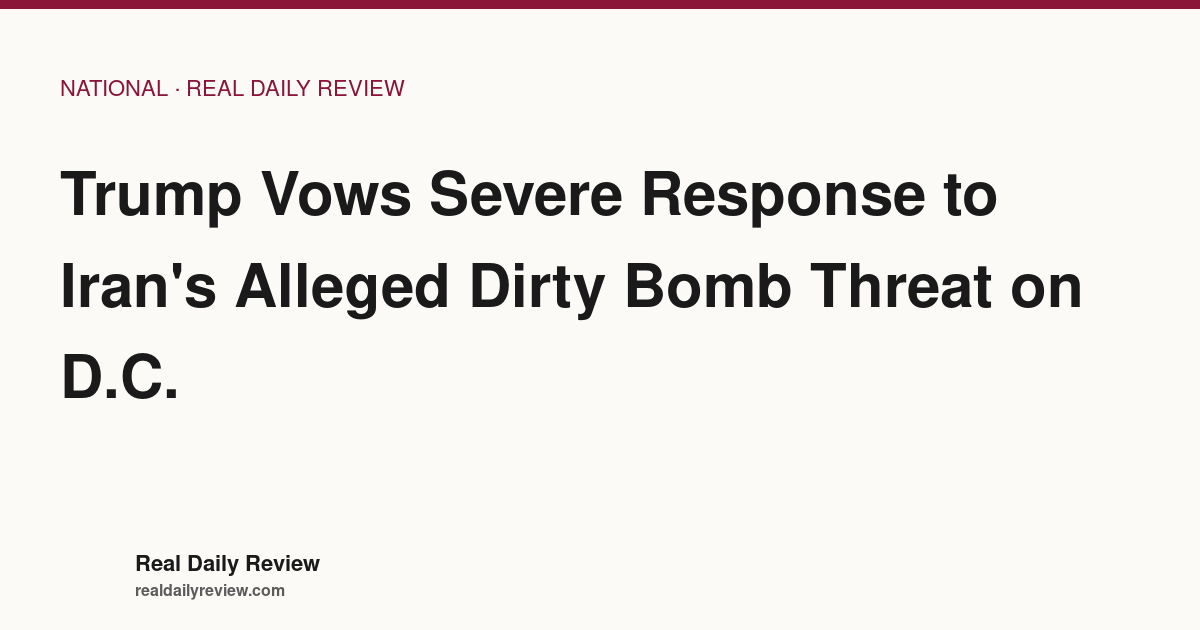 NATIONAL · REAL DAILY REVIEW
Trump Vows Severe Response to
Iran's Alleged Dirty Bomb Threat on
D.C.
Real Daily Review
realdailyreview.com